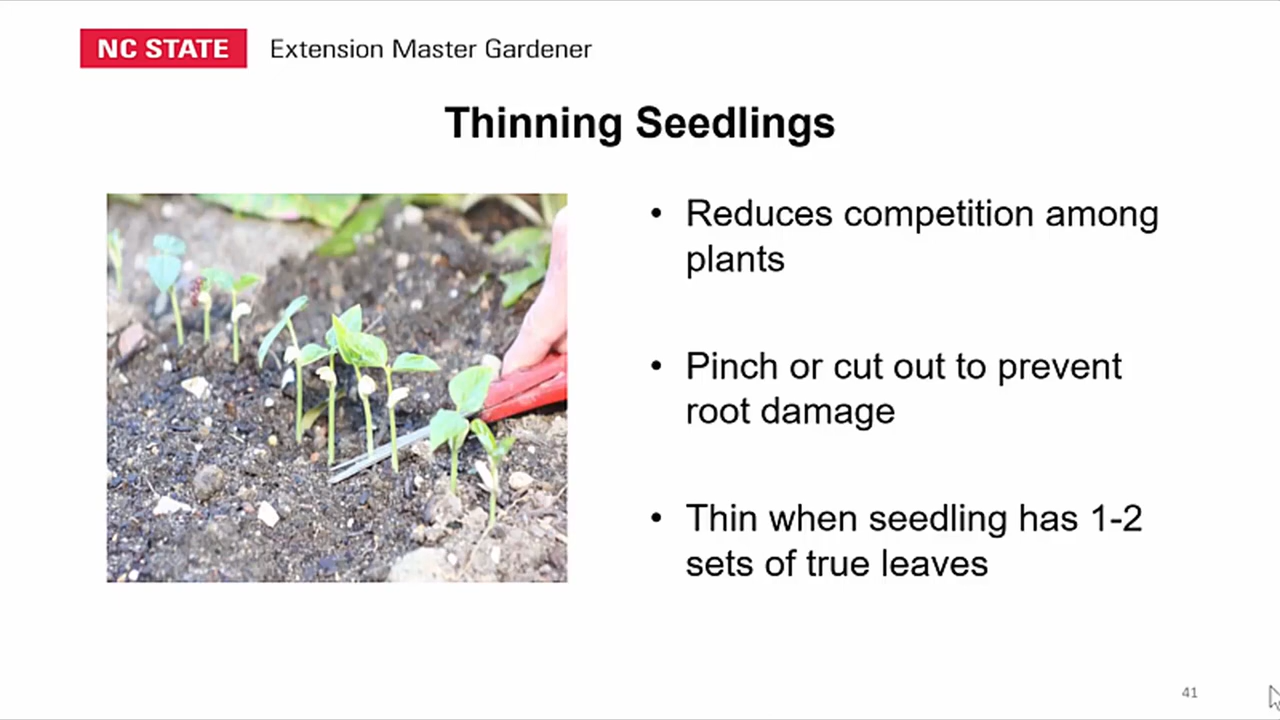 NC STATE Extension Master Gardener
Thinning Seedlings
• Reduces competition among
plants
• Pinch or cut out to prevent
root damage
• Thin when seedling has 1-2
sets of true leaves
41